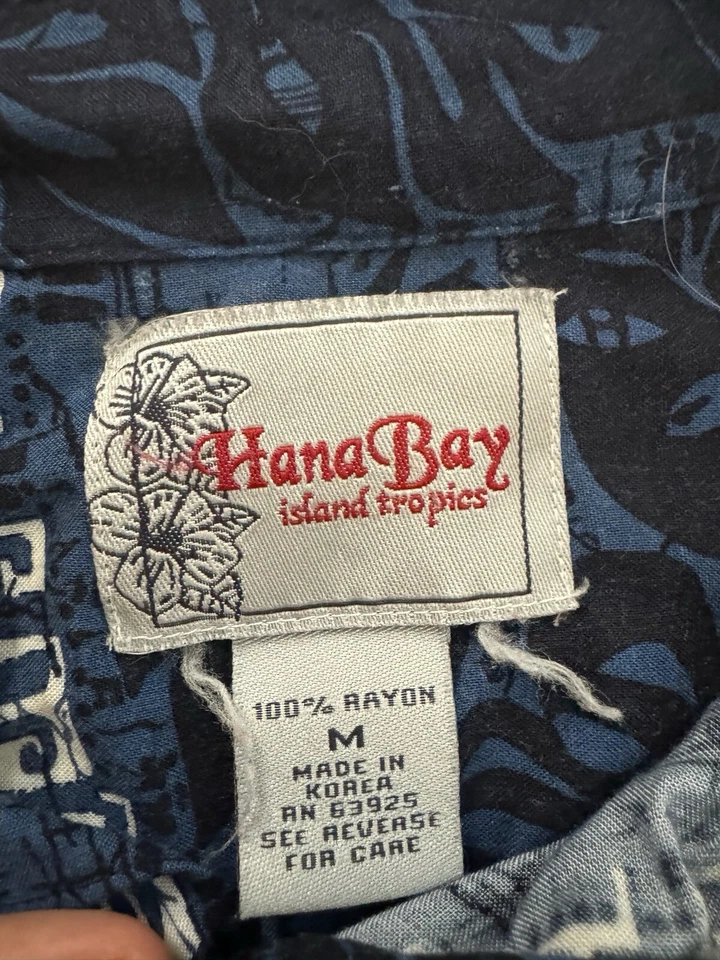 Hana Bay
island tropics
100% RAYON
M
MADE IN
KOREA
RN 63925
SEE REVERSE
FOR CARE